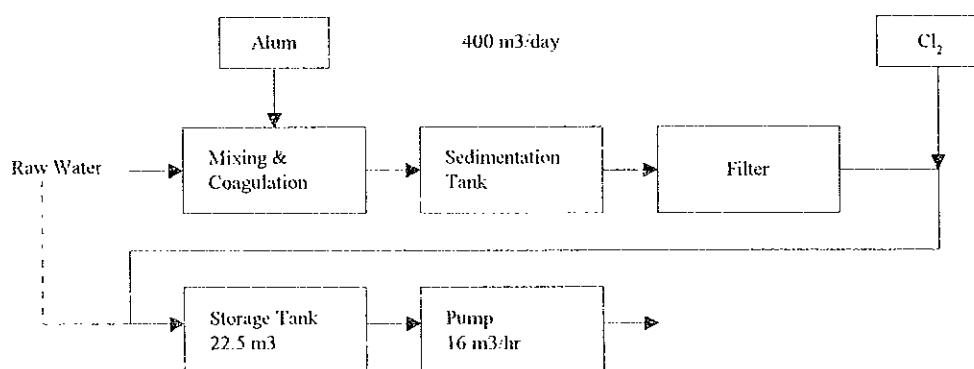 Alum
400 m3/day
Cl₂
Raw Water
Mixing &
Coagulation
Sedimentation
Tank
Filter
Storage Tank
22.5 m3
Pump
16 m3/hr